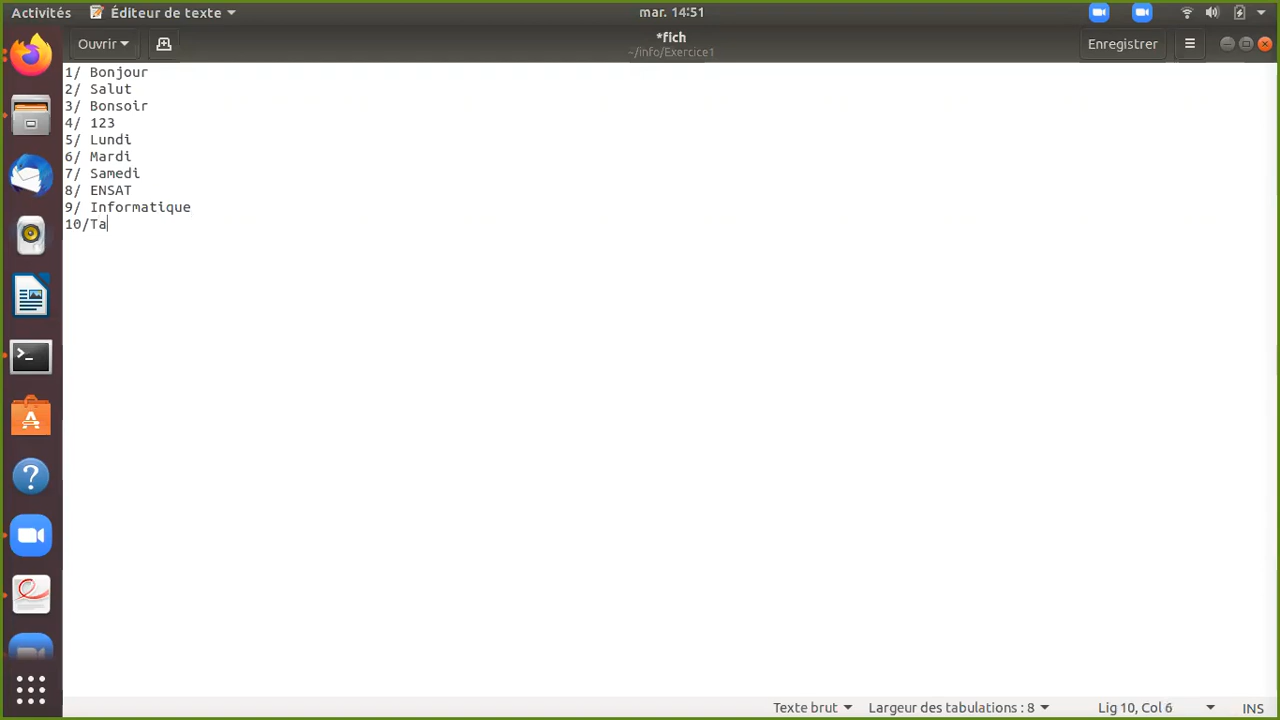 Activités Éditeur de texte mar. 14:51
Ouvrir *fich Enregistrer
~/info/Exercice1
1/ Bonjour
2/ Salut
3/ Bonsoir
4/ 123
5/ Lundi
6/ Mardi
7/ Samedi
8/ ENSAT
9/ Informatique
10/Ta
Texte brut Largeur des tabulations : 8 Lig 10, Col 6 INS